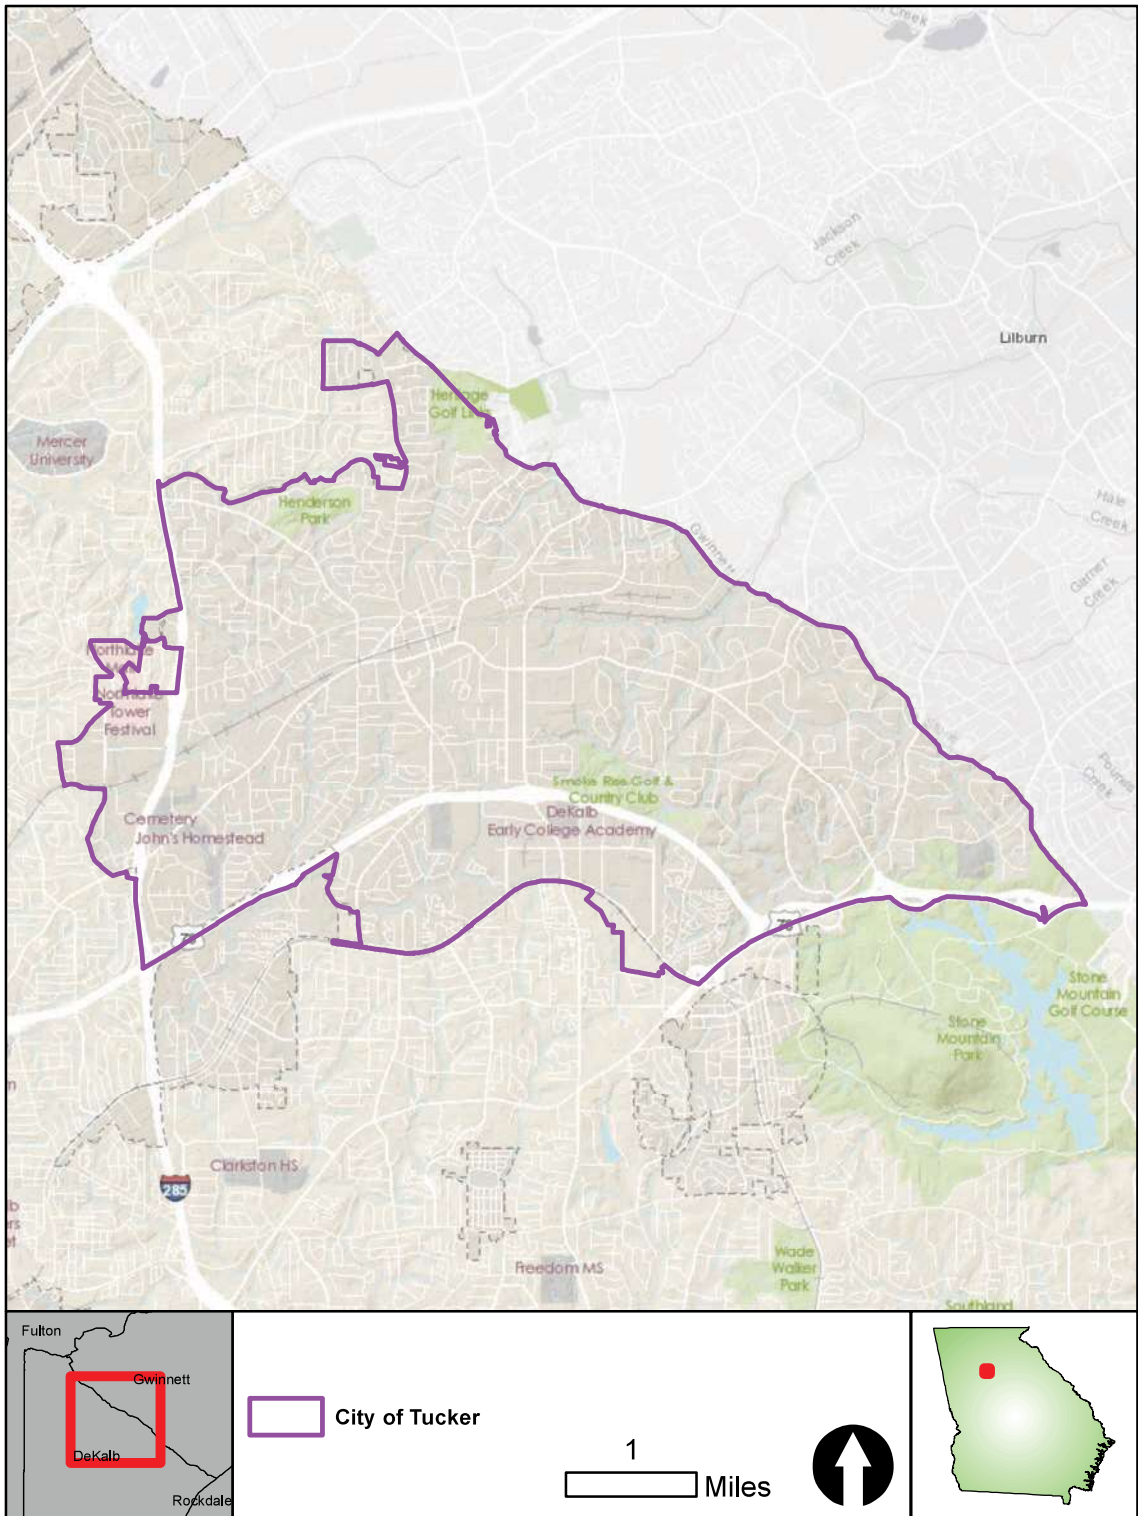 Creek
Jackson
Creek
Lilburn
Heritage
Golf Links
Mercer
University
Henderson
Park
Hale
Creek
Gwinnett
Garner
Creek
Northlake
Mall
Northlake
Tower
Festival
Pounds
Creek
Smoke Rise Golf &
Country Club
DeKalb
Early College Academy
Cemetery
John's Homestead
78
78
Stone
Mountain
Golf Course
Stone
Mountain
Park
Clarkston HS
285
Freedom MS
Wade
Walker
Park
Southland
Fulton
Gwinnett
DeKalb
Rockdale
City of Tucker
1
Miles